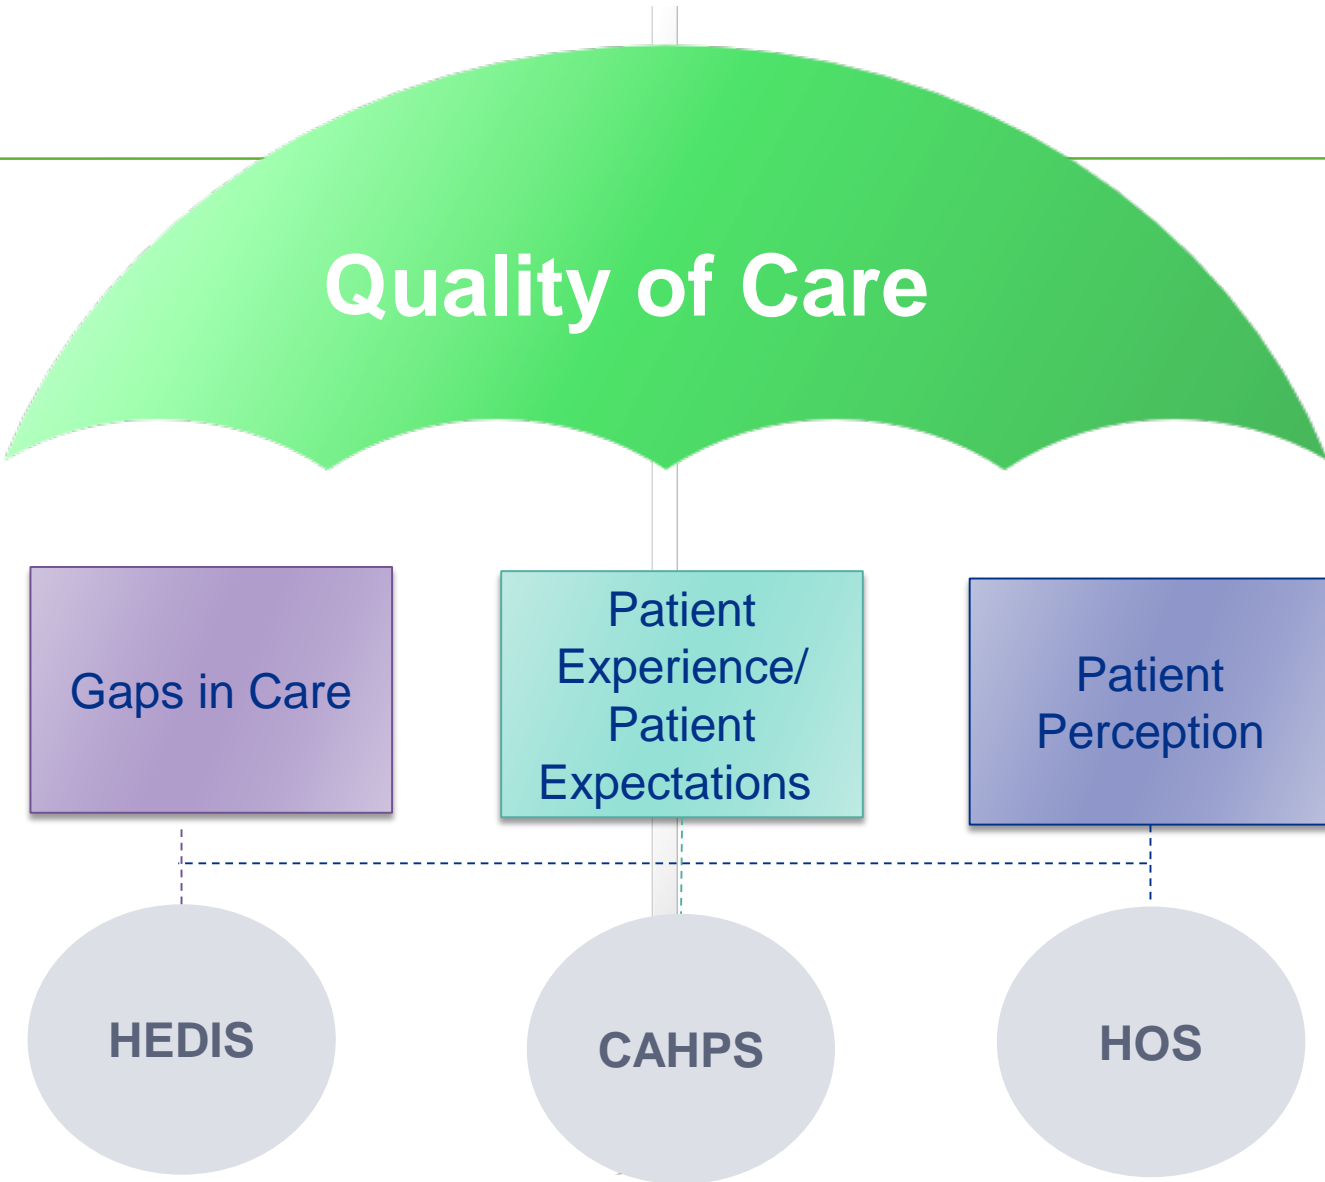 Quality of Care
Gaps in Care
Patient
Experience/
Patient
Expectations
Patient
Perception
HEDIS
CAHPS
HOS